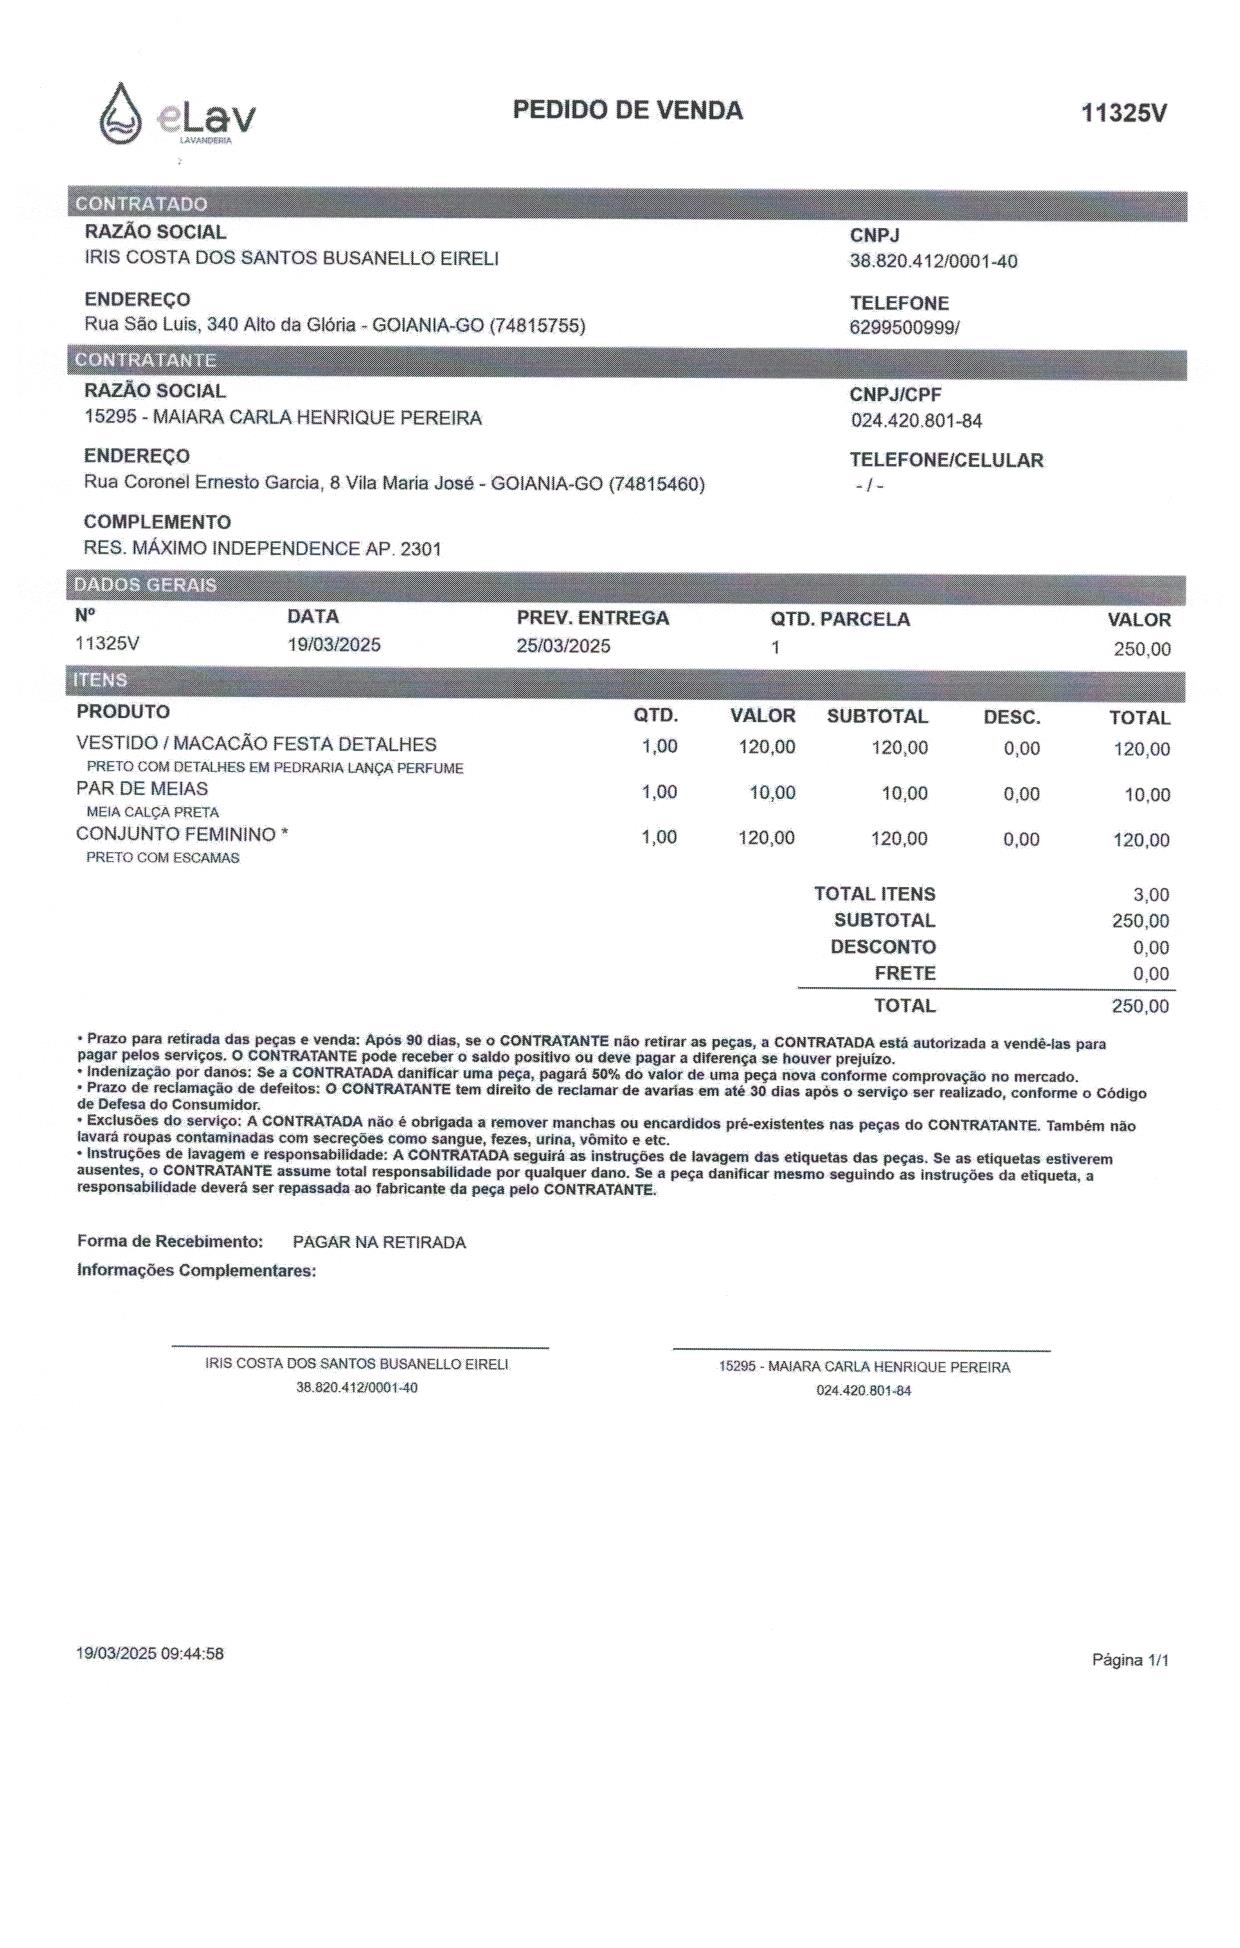 eLav
LAVANDERIA
PEDIDO DE VENDA
11325V
CONTRATADO
RAZÃO SOCIAL
CNPJ
IRIS COSTA DOS SANTOS BUSANELLO EIRELI
38.820.412/0001-40
ENDEREÇO
TELEFONE
Rua São Luis, 340 Alto da Glória - GOIANIA-GO (74815755)
6299500999/
CONTRATANTE
RAZÃO SOCIAL
CNPJ/CPF
15295 - MAIARA CARLA HENRIQUE PEREIRA
024.420.801-84
ENDEREÇO
TELEFONE/CELULAR
Rua Coronel Ernesto Garcia, 8 Vila Maria José - GOIANIA-GO (74815460)
- / -
COMPLEMENTO
RES. MÁXIMO INDEPENDENCE AP. 2301
DADOS GERAIS
Nº DATA PREV. ENTREGA QTD. PARCELA VALOR
11325V 19/03/2025 25/03/2025 1 250,00
ITENS
PRODUTO QTD. VALOR SUBTOTAL DESC. TOTAL
VESTIDO / MACACÃO FESTA DETALHES 1,00 120,00 120,00 0,00 120,00
PRETO COM DETALHES EM PEDRARIA LANÇA PERFUME
PAR DE MEIAS 1,00 10,00 10,00 0,00 10,00
MEIA CALÇA PRETA
CONJUNTO FEMININO * 1,00 120,00 120,00 0,00 120,00
PRETO COM ESCAMAS
TOTAL ITENS 3,00
SUBTOTAL 250,00
DESCONTO 0,00
FRETE 0,00
TOTAL 250,00
• Prazo para retirada das peças e venda: Após 90 dias, se o CONTRATANTE não retirar as peças, a CONTRATADA está autorizada a vendê-las para
pagar pelos serviços. O CONTRATANTE pode receber o saldo positivo ou deve pagar a diferença se houver prejuízo.
• Indenização por danos: Se a CONTRATADA danificar uma peça, pagará 50% do valor de uma peça nova conforme comprovação no mercado.
• Prazo de reclamação de defeitos: O CONTRATANTE tem direito de reclamar de avarias em até 30 dias após o serviço ser realizado, conforme o Código
de Defesa do Consumidor.
• Exclusões do serviço: A CONTRATADA não é obrigada a remover manchas ou encardidos pré-existentes nas peças do CONTRATANTE. Também não
lavará roupas contaminadas com secreções como sangue, fezes, urina, vômito e etc.
• Instruções de lavagem e responsabilidade: A CONTRATADA seguirá as instruções de lavagem das etiquetas das peças. Se as etiquetas estiverem
ausentes, o CONTRATANTE assume total responsabilidade por qualquer dano. Se a peça danificar mesmo seguindo as instruções da etiqueta, a
responsabilidade deverá ser repassada ao fabricante da peça pelo CONTRATANTE.
Forma de Recebimento: PAGAR NA RETIRADA
Informações Complementares:
IRIS COSTA DOS SANTOS BUSANELLO EIRELI
38.820.412/0001-40
15295 - MAIARA CARLA HENRIQUE PEREIRA
024.420.801-84
19/03/2025 09:44:58
Página 1/1